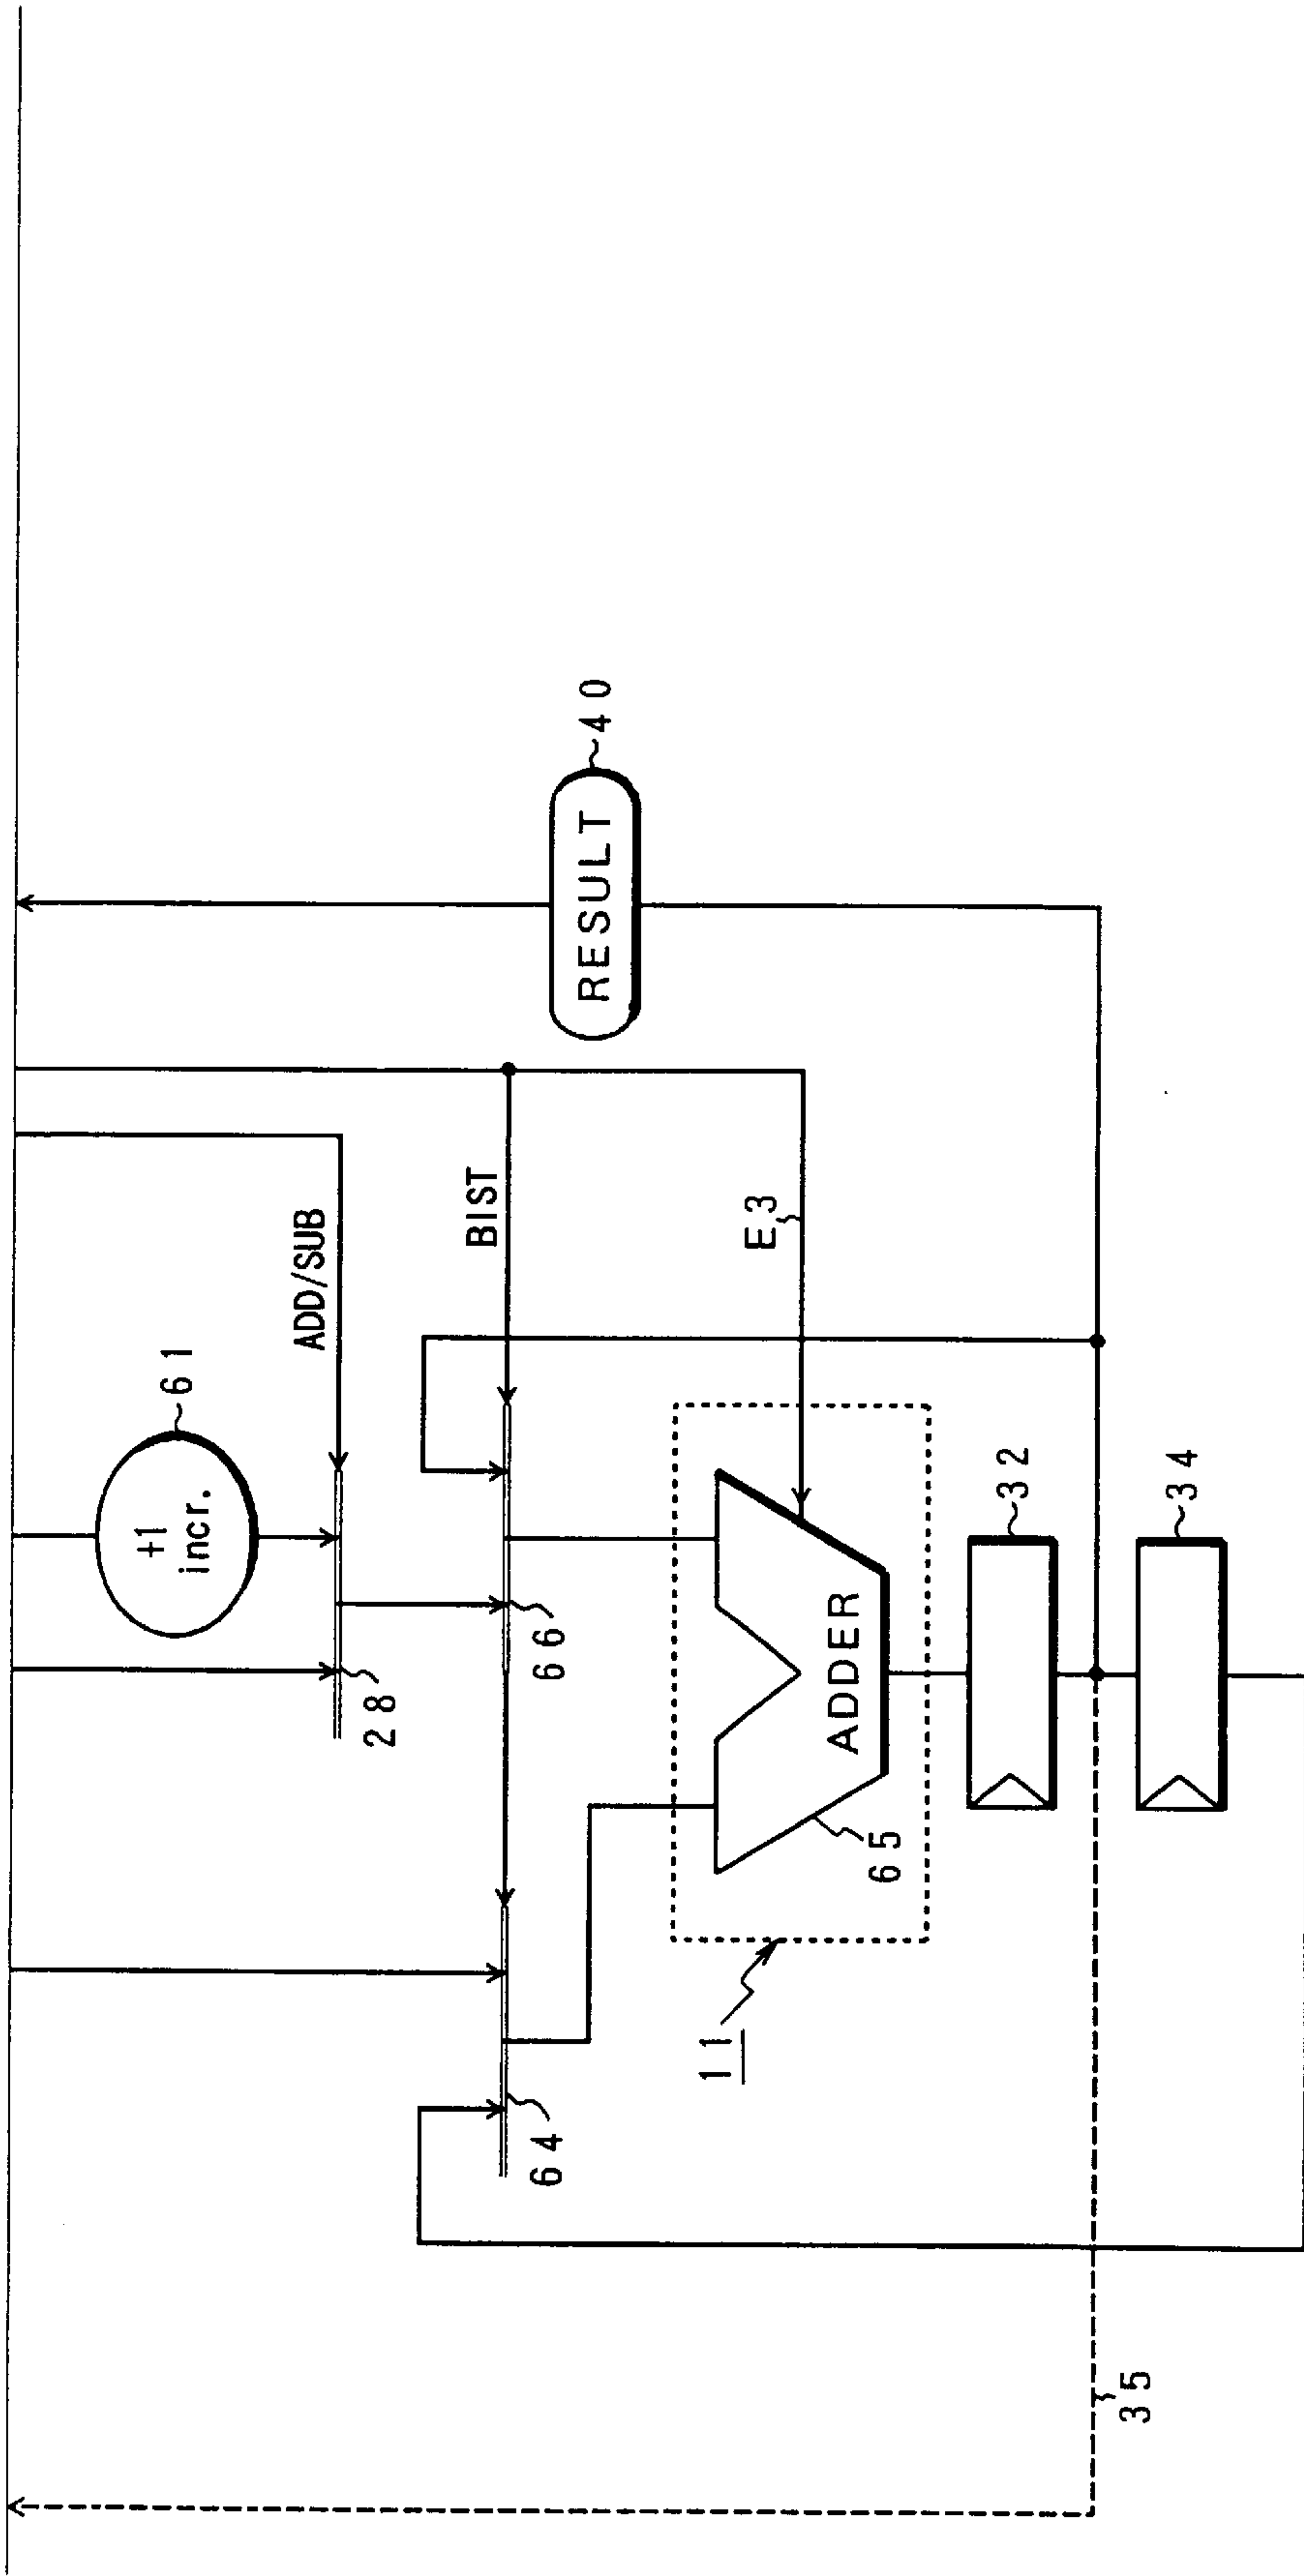 +1
incr.
61
ADD/SUB
28
BIST
66
64
E3
ADDER
65
11
RESULT
40
32
34
35